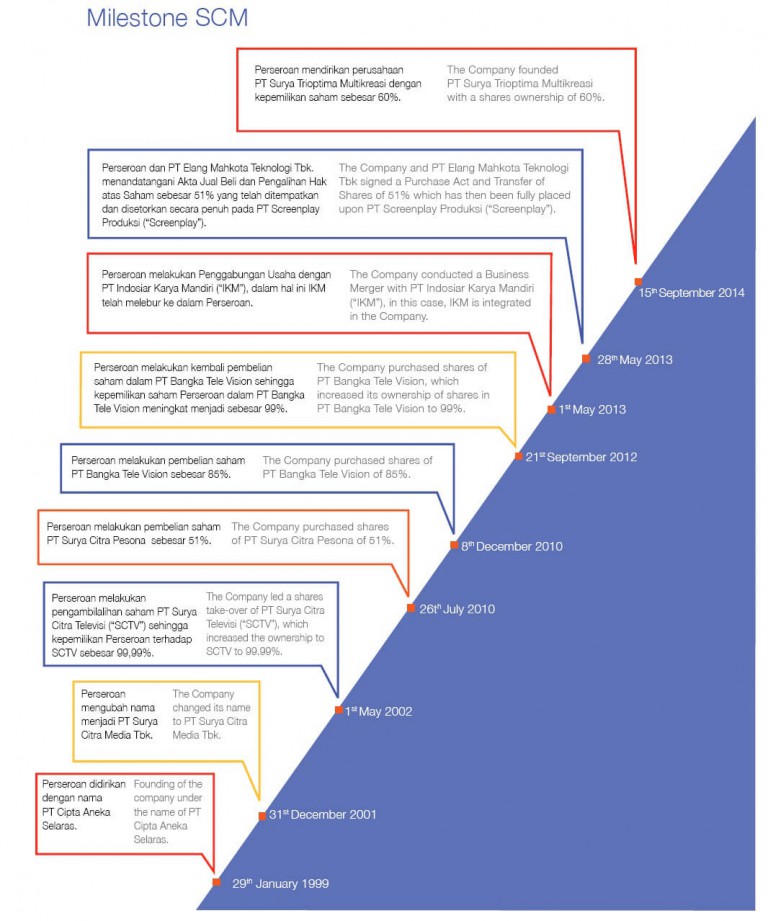 Milestone SCM
Perseroan mendirikan perusahaan
PT Surya Trioptima Multikreasi dengan
kepemilikan saham sebesar 60%.
The Company founded
PT Surya Trioptima Multikreasi
with a shares ownership of 60%.
Perseroan dan PT Elang Mahkota Teknologi Tbk.
menandatangani Akta Jual Beli dan Pengalihan Hak
atas Saham sebesar 51% yang telah ditempatkan
dan disetorkan secara penuh pada PT Screenplay
Produksi (“Screenplay”).
The Company and PT Elang Mahkota Teknologi
Tbk signed a Purchase Act and Transfer of
Shares of 51% which has then been fully placed
upon PT Screenplay Produksi (“Screenplay”).
Perseroan melakukan Penggabungan Usaha dengan
PT Indosiar Karya Mandiri (“IKM”), dalam hal ini IKM
telah melebur ke dalam Perseroan.
The Company conducted a Business
Merger with PT Indosiar Karya Mandiri
(“IKM”), in this case, IKM is integrated
in the Company.
15th September 2014
Perseroan melakukan kembali pembelian
saham dalam PT Bangka Tele Vision sehingga
kepemilikan saham Perseroan dalam PT Bangka
Tele Vision meningkat menjadi sebesar 99%.
The Company purchased shares of
PT Bangka Tele Vision, which
increased its ownership of shares in
PT Bangka Tele Vision to 99%.
28th May 2013
1st May 2013
Perseroan melakukan pembelian saham
PT Bangka Tele Vision sebesar 85%.
The Company purchased shares of
PT Bangka Tele Vision of 85%.
21st September 2012
Perseroan melakukan pembelian saham
PT Surya Citra Pesona sebesar 51%.
The Company purchased shares
of PT Surya Citra Pesona of 51%.
8th December 2010
Perseroan melakukan
pengambilalihan saham PT Surya
Citra Televisi (“SCTV”) sehingga
kepemilikan Perseroan terhadap
SCTV sebesar 99,99%.
The Company led a shares
take-over of PT Surya Citra
Televisi (“SCTV”), which
increased the ownership to
SCTV to 99.99%.
26th July 2010
Perseroan
mengubah nama
menjadi PT Surya
Citra Media Tbk.
The Company
changed its name
to PT Surya Citra
Media Tbk.
1st May 2002
Perseroan didirikan
dengan nama
PT Cipta Aneka
Selaras.
Founding of the
company under
the name of PT
Cipta Aneka
Selaras.
31st December 2001
29th January 1999